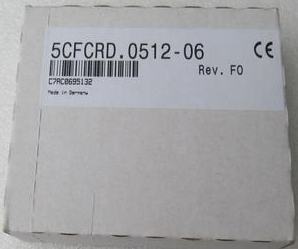 5CFCRD.0512-06
CE
Rev. F0
C7AC0695132
Made in Germany